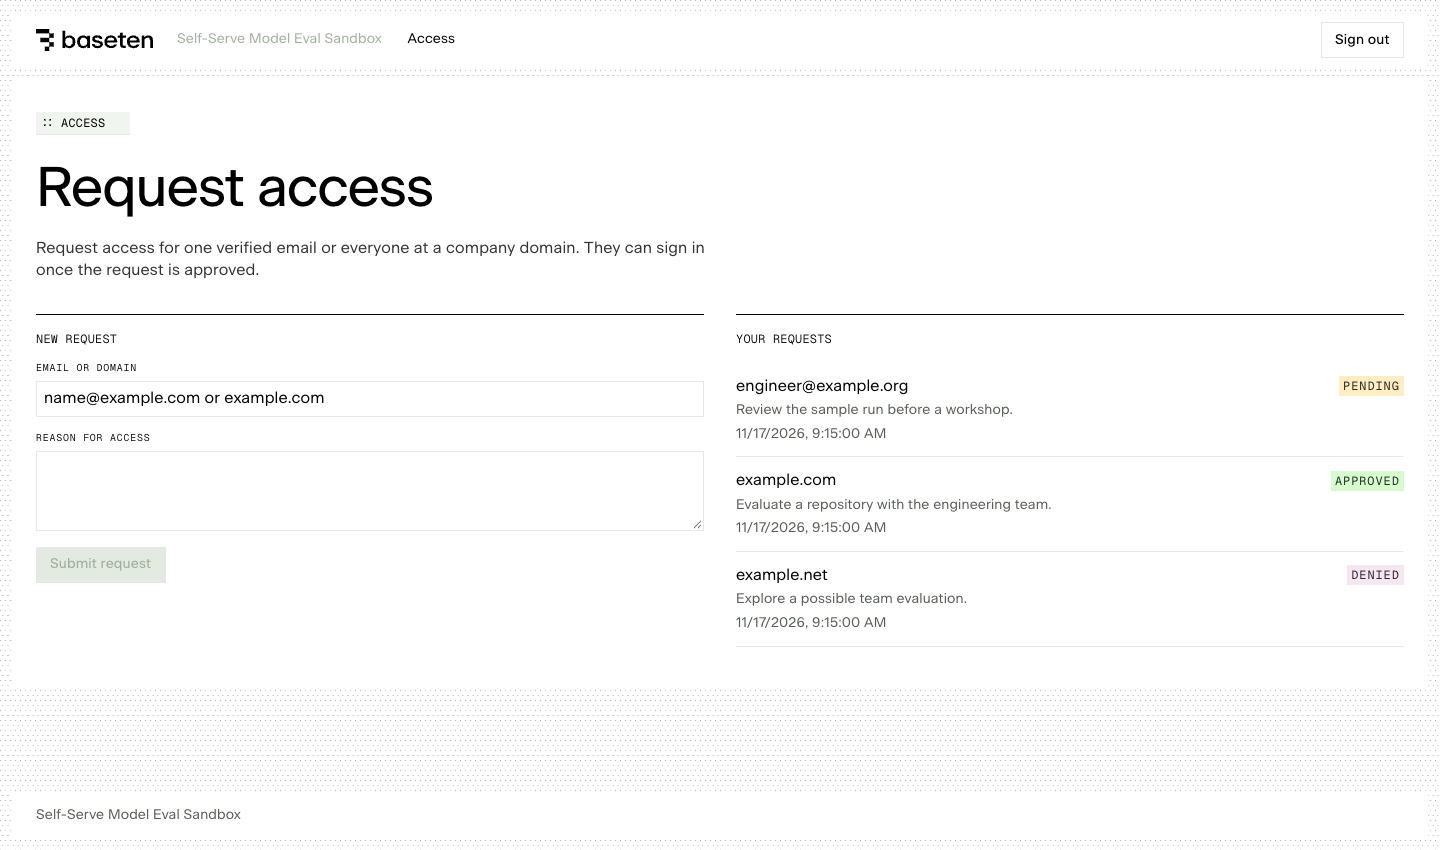 baseten
Self-Serve Model Eval Sandbox
Access
Sign out
:: ACCESS
Request access
Request access for one verified email or everyone at a company domain. They can sign in
once the request is approved.
NEW REQUEST
EMAIL OR DOMAIN
name@example.com or example.com
REASON FOR ACCESS
Submit request
YOUR REQUESTS
engineer@example.org
PENDING
Review the sample run before a workshop.
11/17/2026, 9:15:00 AM
example.com
APPROVED
Evaluate a repository with the engineering team.
11/17/2026, 9:15:00 AM
example.net
DENIED
Explore a possible team evaluation.
11/17/2026, 9:15:00 AM
Self-Serve Model Eval Sandbox